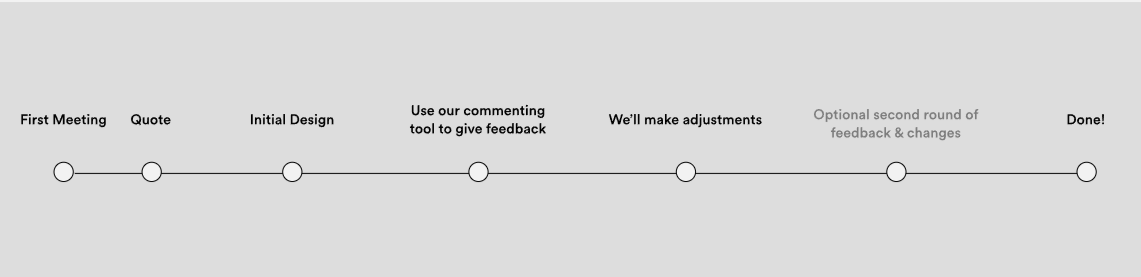 First Meeting
Quote
Initial Design
Use our commenting
tool to give feedback
We'll make adjustments
Optional second round of
feedback & changes
Done!